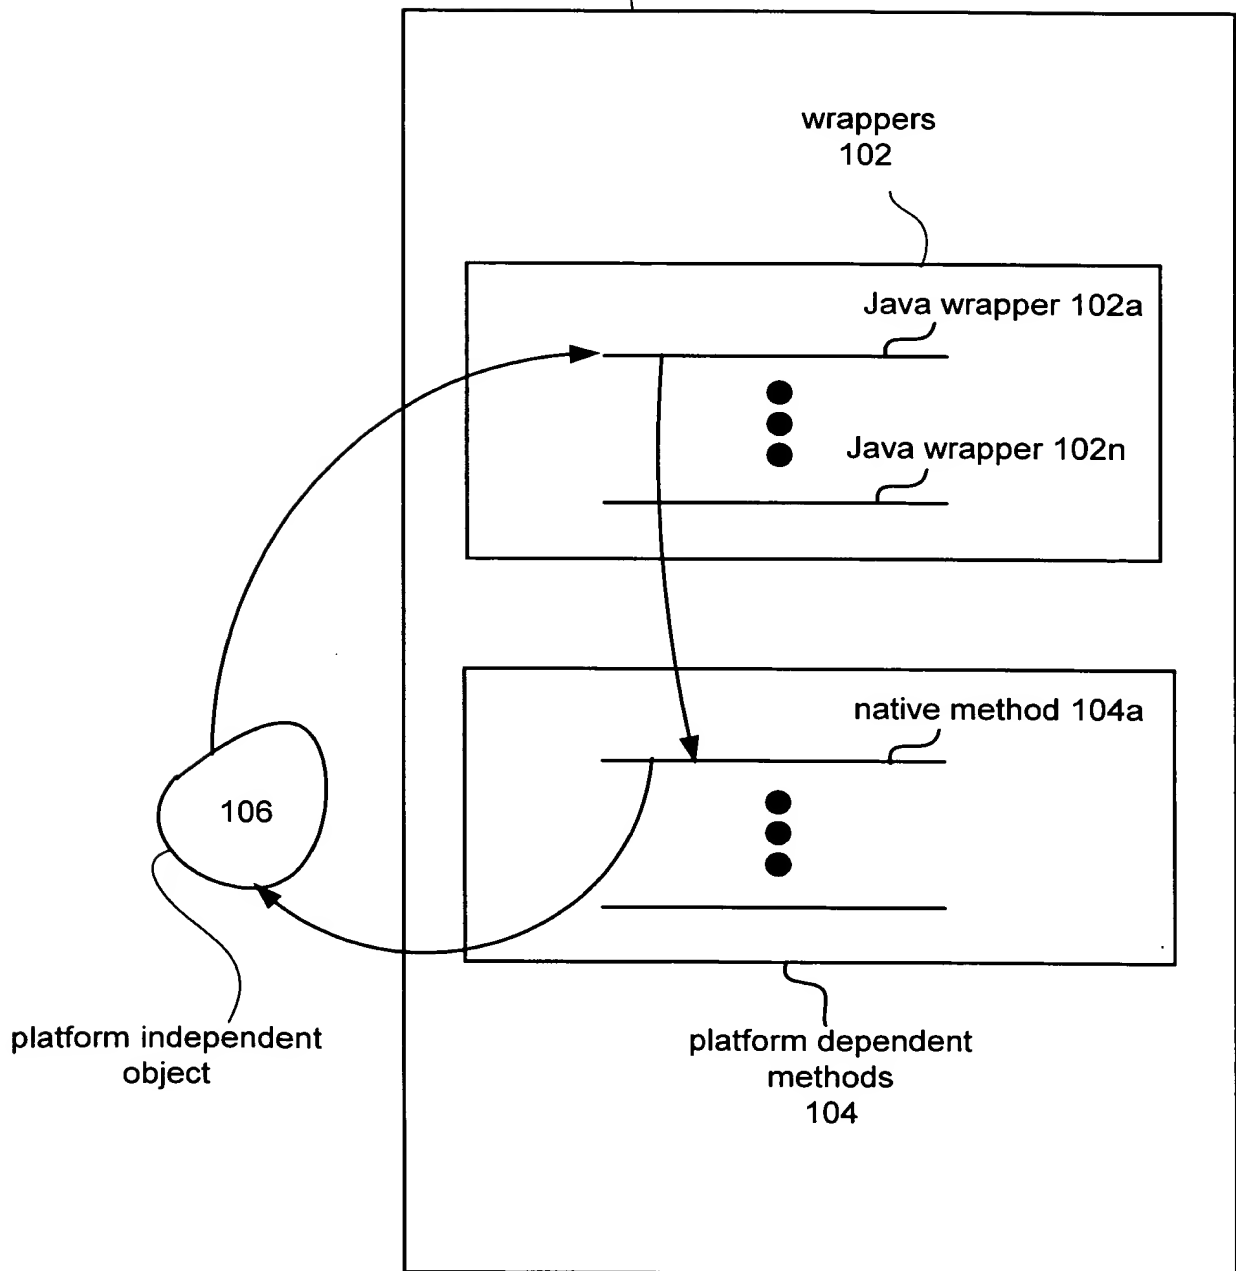 wrappers
102
Java wrapper 102a
Java wrapper 102n
native method 104a
106
platform independent
object
platform dependent
methods
104